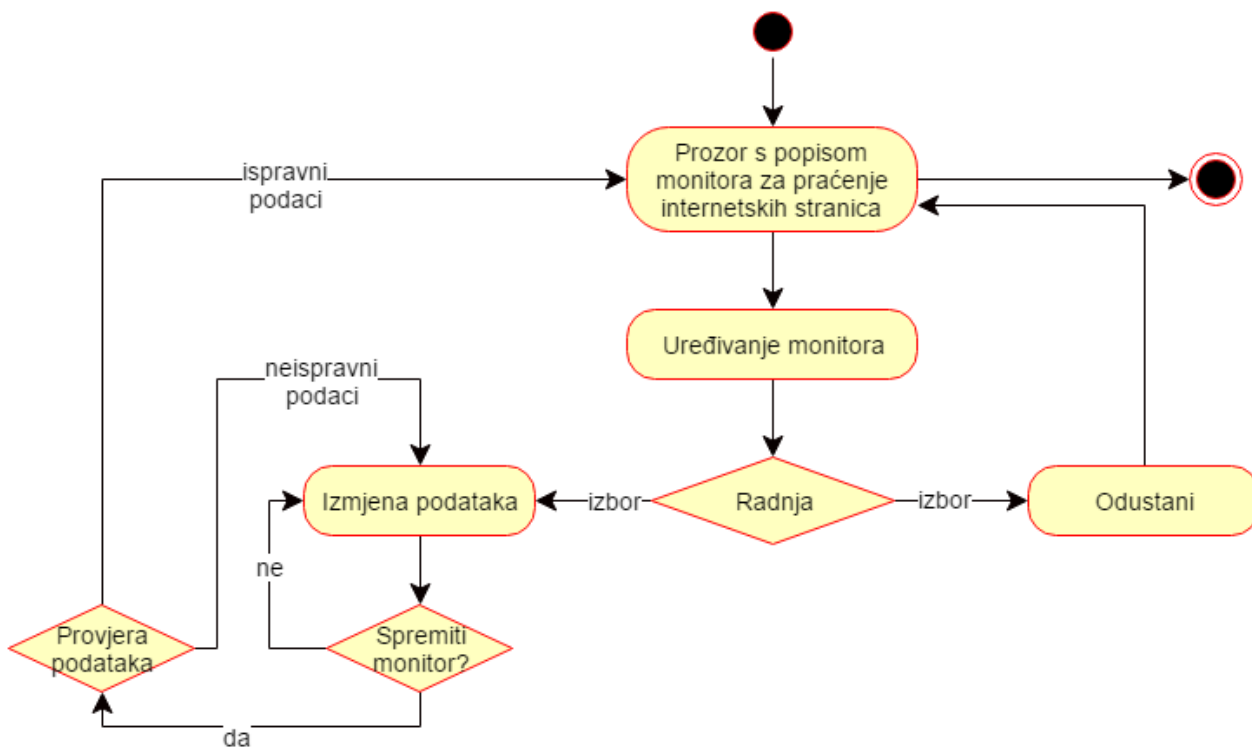 Prozor s popisom
monitora za praćenje
internetskih stranica
ispravni
podaci
Uređivanje monitora
neispravni
podaci
Izmjena podataka
izbor
Radnja
izbor
Odustani
ne
Provjera
podataka
Spremiti
monitor?
da